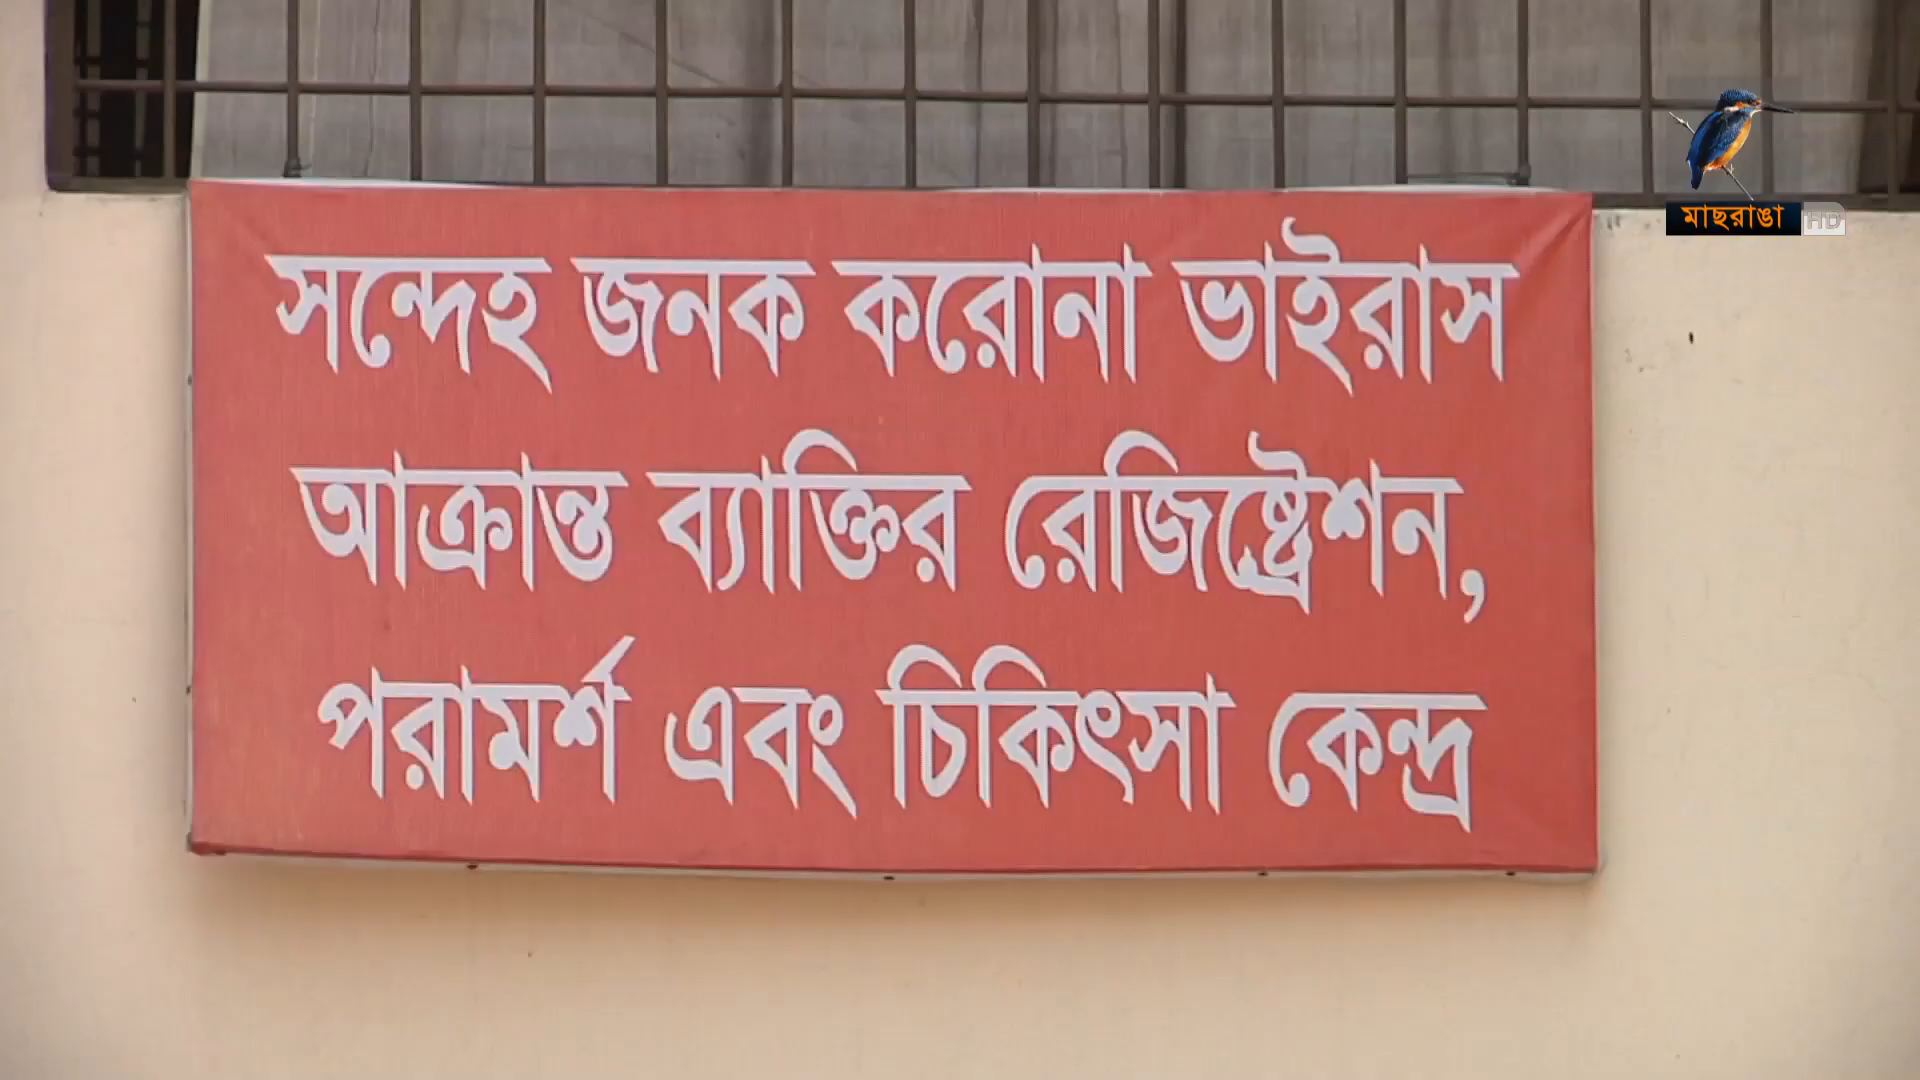 মাছরাঙা HD
সন্দেহ জনক করোনা ভাইরাস
আক্রান্ত ব্যাক্তির রেজিষ্ট্রেশন,
পরামর্শ এবং চিকিৎসা কেন্দ্র